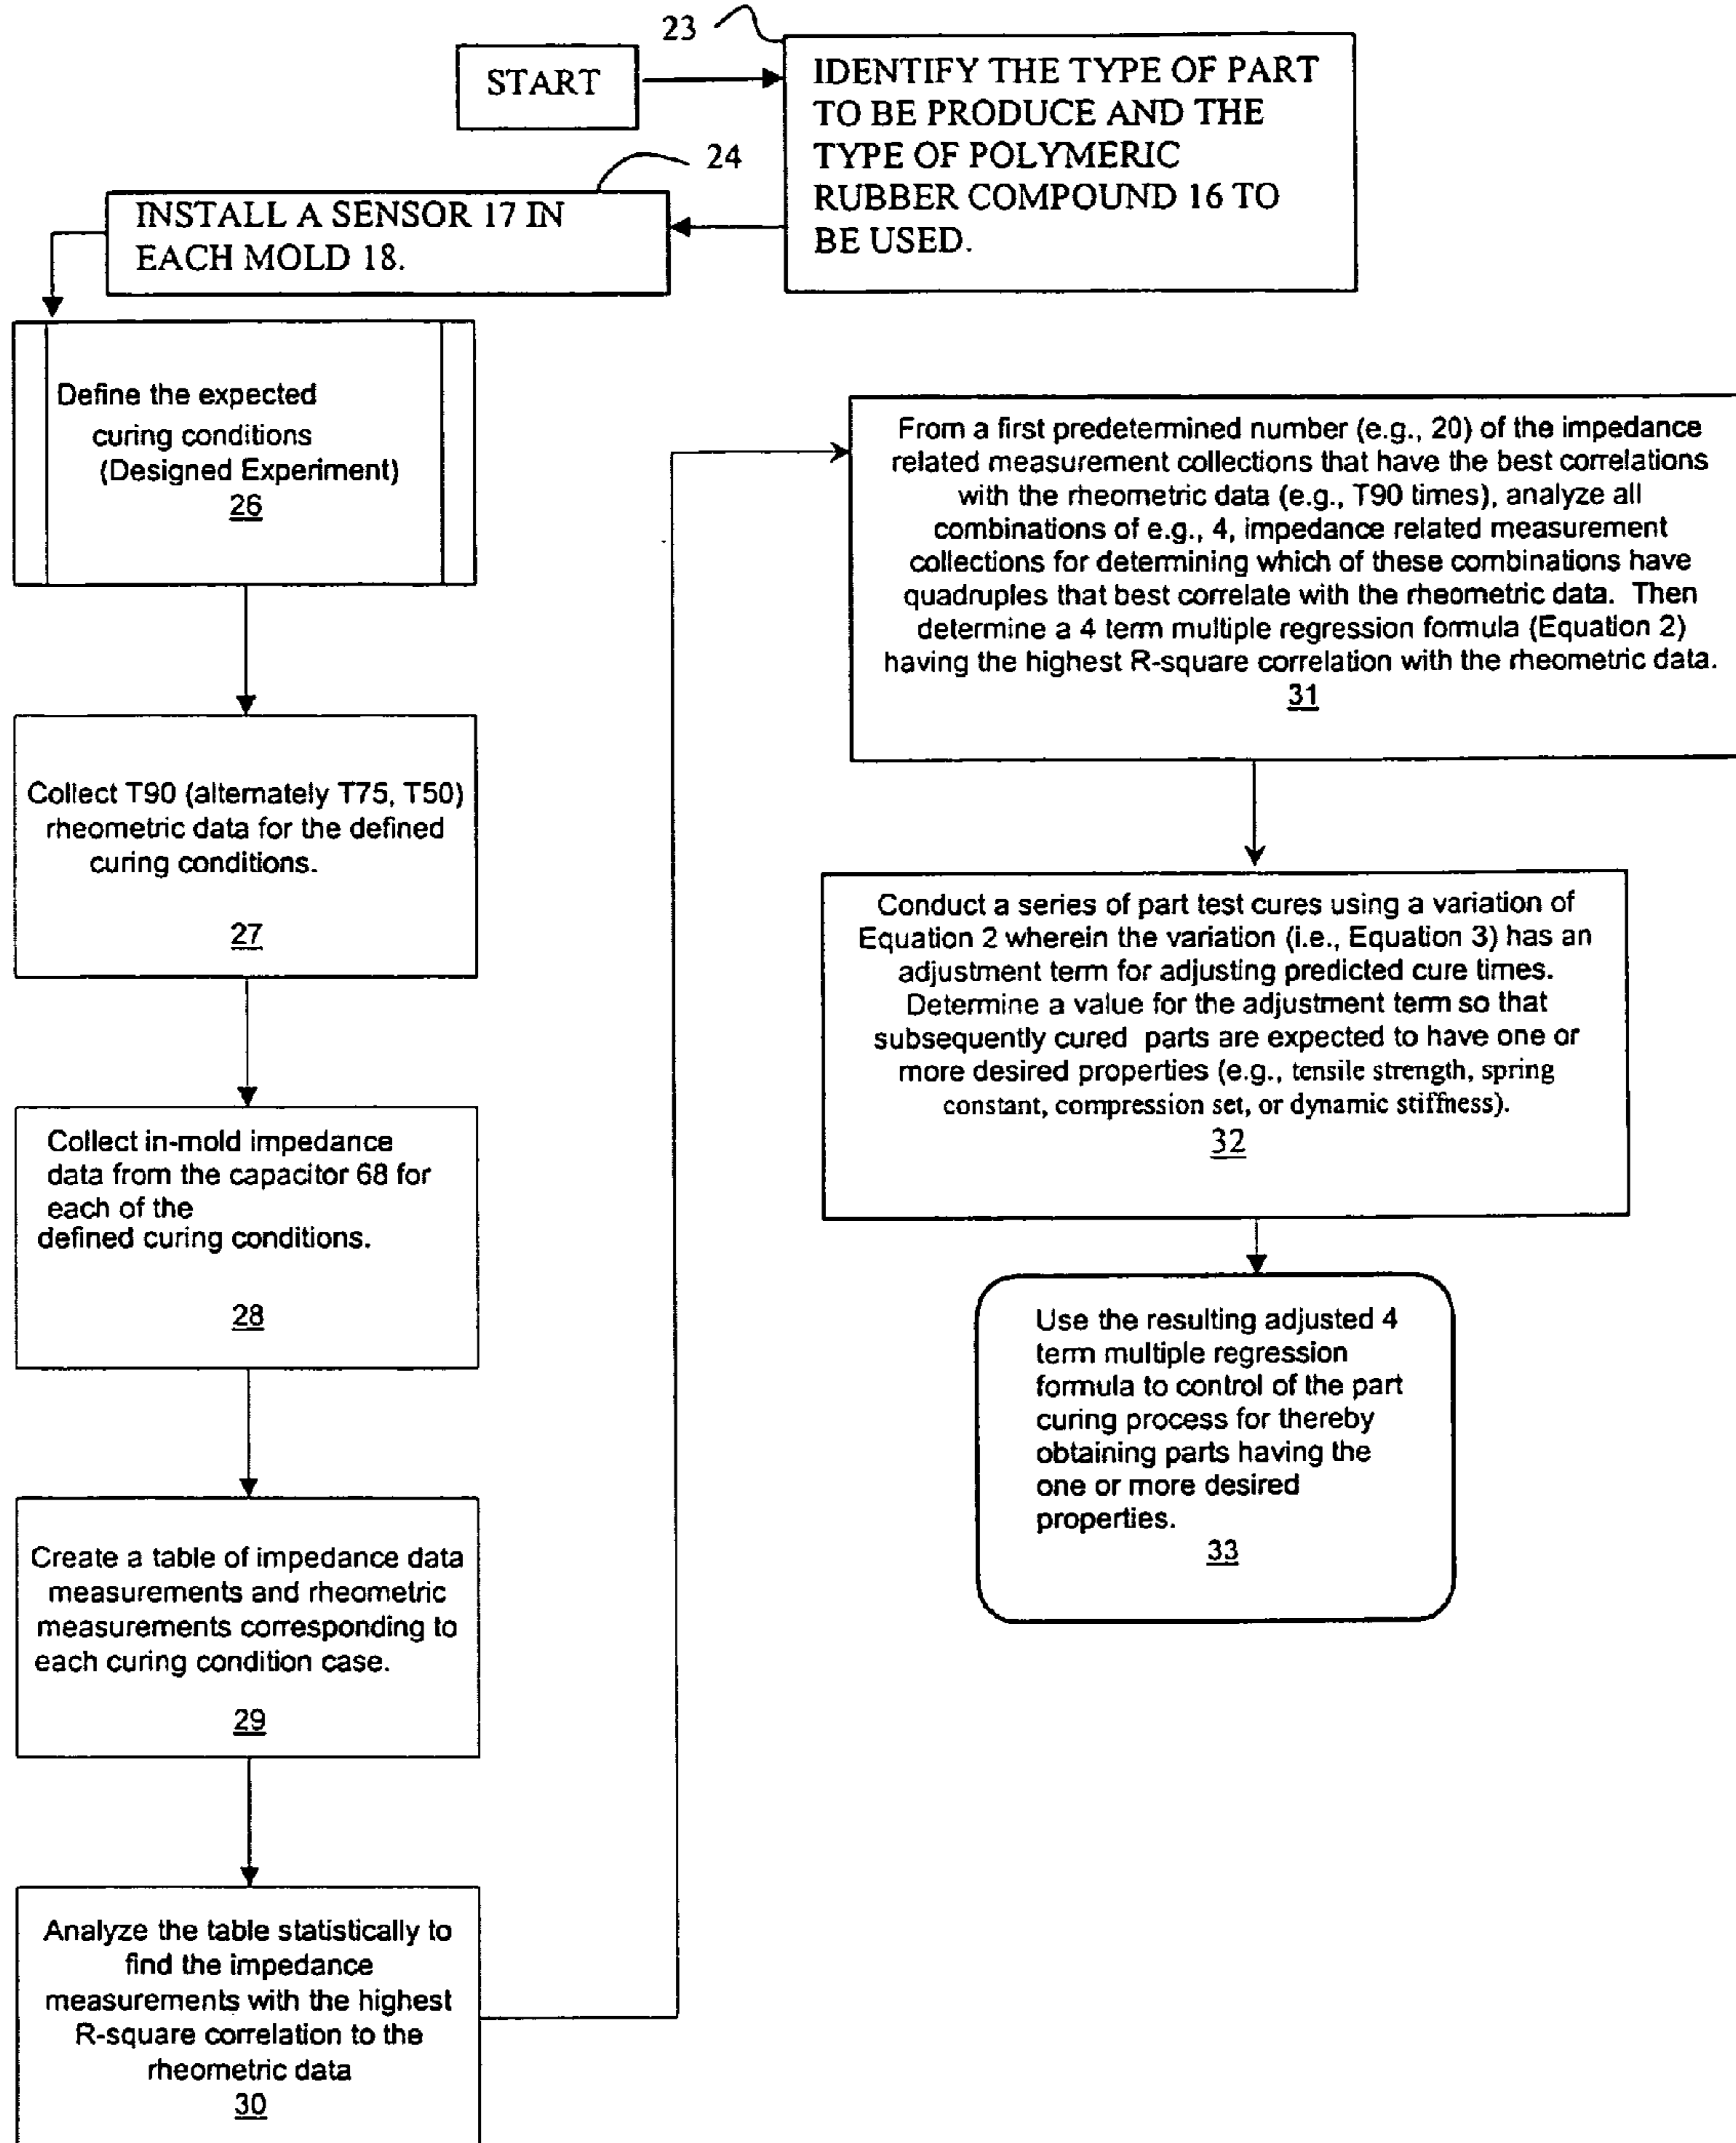 23
START
IDENTIFY THE TYPE OF PART
TO BE PRODUCE AND THE
TYPE OF POLYMERIC
RUBBER COMPOUND 16 TO
BE USED.
24
INSTALL A SENSOR 17 IN
EACH MOLD 18.
Define the expected
curing conditions
(Designed Experiment)
26
Collect T90 (alternately T75, T50)
rheometric data for the defined
curing conditions.
27
Collect in-mold impedance
data from the capacitor 68 for
each of the
defined curing conditions.
28
Create a table of impedance data
measurements and rheometric
measurements corresponding to
each curing condition case.
29
Analyze the table statistically to
find the impedance
measurements with the highest
R-square correlation to the
rheometric data
30
From a first predetermined number (e.g., 20) of the impedance
related measurement collections that have the best correlations
with the rheometric data (e.g., T90 times), analyze all
combinations of e.g., 4, impedance related measurement
collections for determining which of these combinations have
quadruples that best correlate with the rheometric data. Then
determine a 4 term multiple regression formula (Equation 2)
having the highest R-square correlation with the rheometric data.
31
Conduct a series of part test cures using a variation of
Equation 2 wherein the variation (i.e., Equation 3) has an
adjustment term for adjusting predicted cure times.
Determine a value for the adjustment term so that
subsequently cured parts are expected to have one or
more desired properties (e.g., tensile strength, spring
constant, compression set, or dynamic stiffness).
32
Use the resulting adjusted 4
term multiple regression
formula to control of the part
curing process for thereby
obtaining parts having the
one or more desired
properties.
33